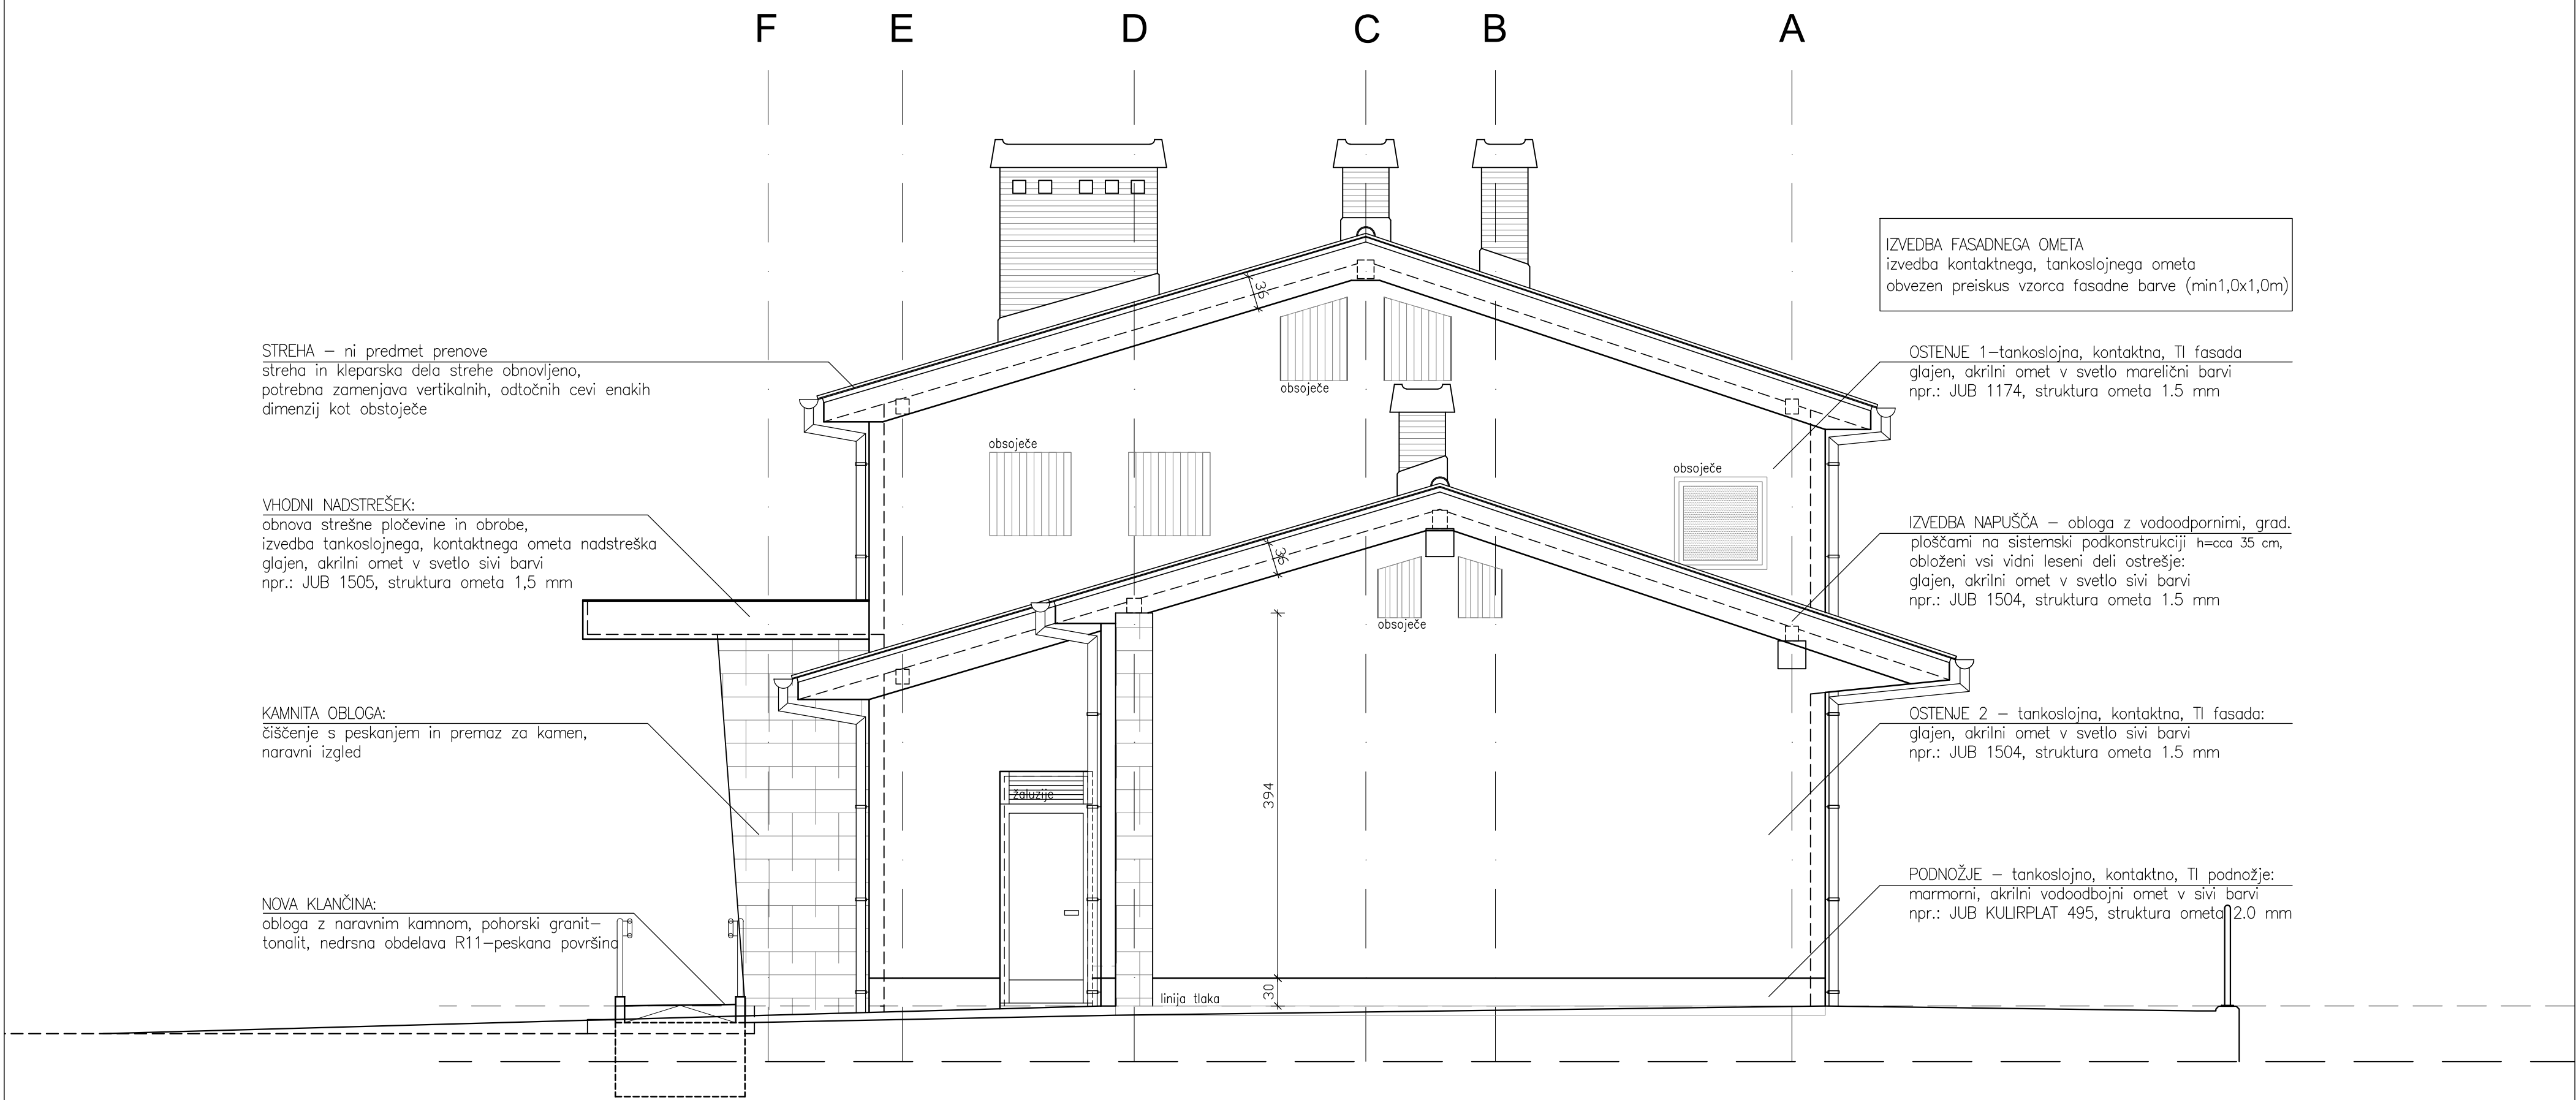 F E D C B A
IZVEDBA FASADNEGA OMETA
izvedba kontaktnega, tankoslojnega ometa
obvezen preiskus vzorca fasadne barve (min1,0x1,0m)
STREHA – ni predmet prenove
streha in kleparska dela strehe obnovljeno,
potrebna zamenjava vertikalnih, odtočnih cevi enakih
dimenzij kot obstoječe
VHODNI NADSTREŠEK:
obnova strešne pločevine in obrobe,
izvedba tankoslojnega, kontaktnega ometa nadstreška
glajen, akrilni omet v svetlo sivi barvi
npr.: JUB 1505, struktura ometa 1,5 mm
KAMNITA OBLOGA:
čiščenje s peskanjem in premaz za kamen,
naravni izgled
NOVA KLANČINA:
obloga z naravnim kamnom, pohorski granit–
tonalit, nedrsna obdelava R11–peskana površina
36
obsoječe
obsoječe
obsoječe
36
obsoječe
394
žaluzije
30
linija tlaka
OSTENJE 1–tankoslojna, kontaktna, TI fasada
glajen, akrilni omet v svetlo marelični barvi
npr.: JUB 1174, struktura ometa 1.5 mm
IZVEDBA NAPUŠČA – obloga z vodoodpornimi, grad.
ploščami na sistemski podkonstrukciji h=cca 35 cm,
obloženi vsi vidni leseni deli ostrešje:
glajen, akrilni omet v svetlo sivi barvi
npr.: JUB 1504, struktura ometa 1.5 mm
OSTENJE 2 – tankoslojna, kontaktna, TI fasada:
glajen, akrilni omet v svetlo sivi barvi
npr.: JUB 1504, struktura ometa 1.5 mm
PODNOŽJE – tankoslojno, kontaktno, TI podnožje:
marmorni, akrilni vodoodbojni omet v sivi barvi
npr.: JUB KULIRPLAT 495, struktura ometa 2.0 mm